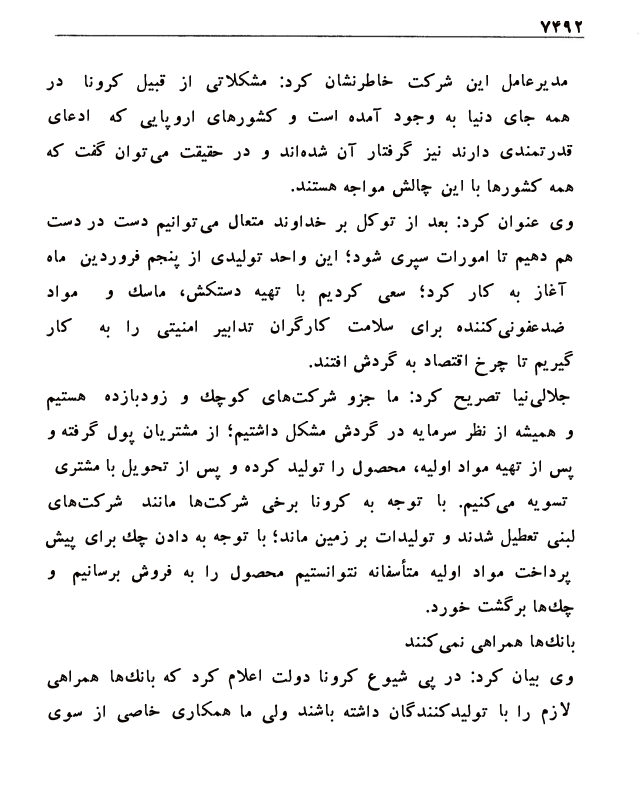 ۷۴۹۲
مدیرعامل این شرکت خاطرنشان کرد: مشکلاتی از قبیل کرونا در
همه جای دنیا به وجود آمده است و کشورهای اروپایی که ادعای
قدرتمندی دارند نیز گرفتار آن شده‌اند و در حقیقت می‌توان گفت که
همه کشورها با این چالش مواجه هستند.
وی عنوان کرد: بعد از توکل بر خداوند متعال می‌توانیم دست در دست
هم دهیم تا امورات سپری شود؛ این واحد تولیدی از پنجم فروردین ماه
آغاز به کار کرد؛ سعی کردیم با تهیه دستکش، ماسك و مواد
ضدعفونی‌کننده برای سلامت کارگران تدابیر امنیتی را به کار
گیریم تا چرخ اقتصاد به گردش افتند.
جلالی‌نیا تصریح کرد: ما جزو شرکت‌های کوچك و زودبازده هستیم
و همیشه از نظر سرمایه در گردش مشکل داشتیم؛ از مشتریان پول گرفته و
پس از تهیه مواد اولیه، محصول را تولید کرده و پس از تحویل با مشتری
تسویه می‌کنیم. با توجه به کرونا برخی شرکت‌ها مانند شرکت‌های
لبنی تعطیل شدند و تولیدات بر زمین ماند؛ با توجه به دادن چك برای پیش
پرداخت مواد اولیه متأسفانه نتوانستیم محصول را به فروش برسانیم و
چك‌ها برگشت خورد.
بانك‌ها همراهی نمی‌کنند
وی بیان کرد: در پی شیوع کرونا دولت اعلام کرد که بانك‌ها همراهی
لازم را با تولیدکنندگان داشته باشند ولی ما همکاری خاصی از سوی